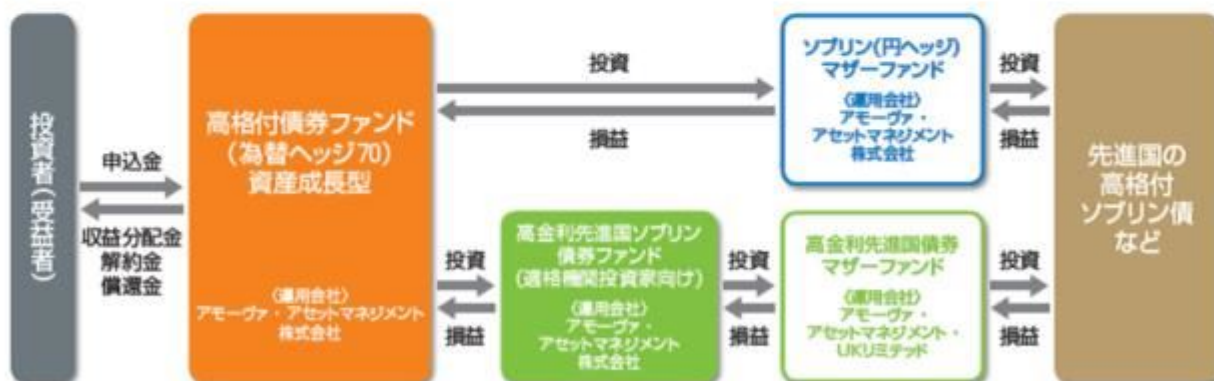 投資者(受益者)
申込金
収益分配金
解約金
償還金
高格付債券ファンド
(為替ヘッジ70)
資産成長型
〈運用会社〉
アモーヴァ・アセットマネジメント
株式会社
投資
損益
ソブリン(円ヘッジ)
マザーファンド
〈運用会社〉
アモーヴァ・
アセットマネジメント
株式会社
投資
損益
投資
損益
高金利先進国ソブリン
債券ファンド
(適格機関投資家向け)
〈運用会社〉
アモーヴァ・
アセットマネジメント
株式会社
投資
損益
高金利先進国債券
マザーファンド
〈運用会社〉
アモーヴァ・
アセットマネジメント・
UKリミテッド
投資
損益
先進国の
高格付
ソブリン債
など